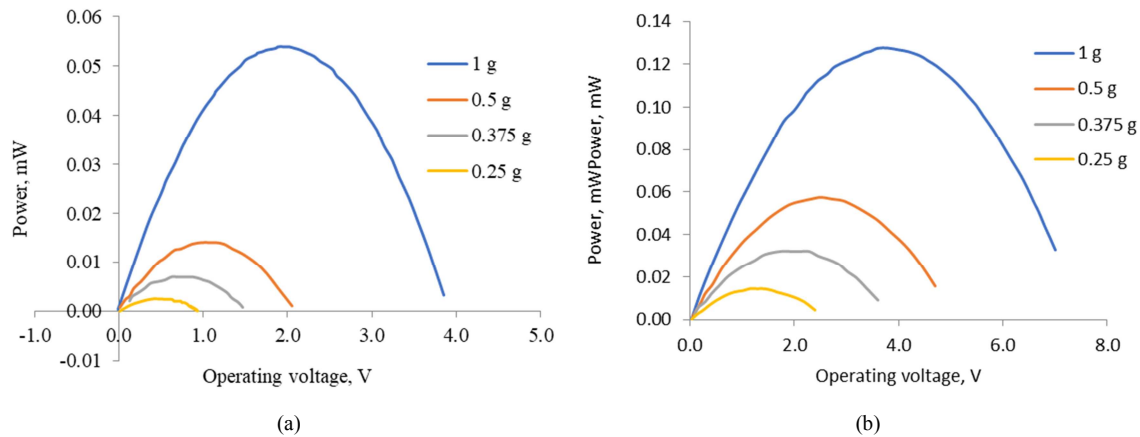 0.06
0.05
0.04
0.03
0.02
0.01
0.00
-0.01
-1.0
0.0
1.0
2.0
3.0
4.0
5.0
Power, mW
Operating voltage, V
1 g
0.5 g
0.375 g
0.25 g
(a)
0.14
0.12
0.10
0.08
0.06
0.04
0.02
0.00
0.0
2.0
4.0
6.0
8.0
Power, mWPower, mW
Operating voltage, V
1 g
0.5 g
0.375 g
0.25 g
(b)